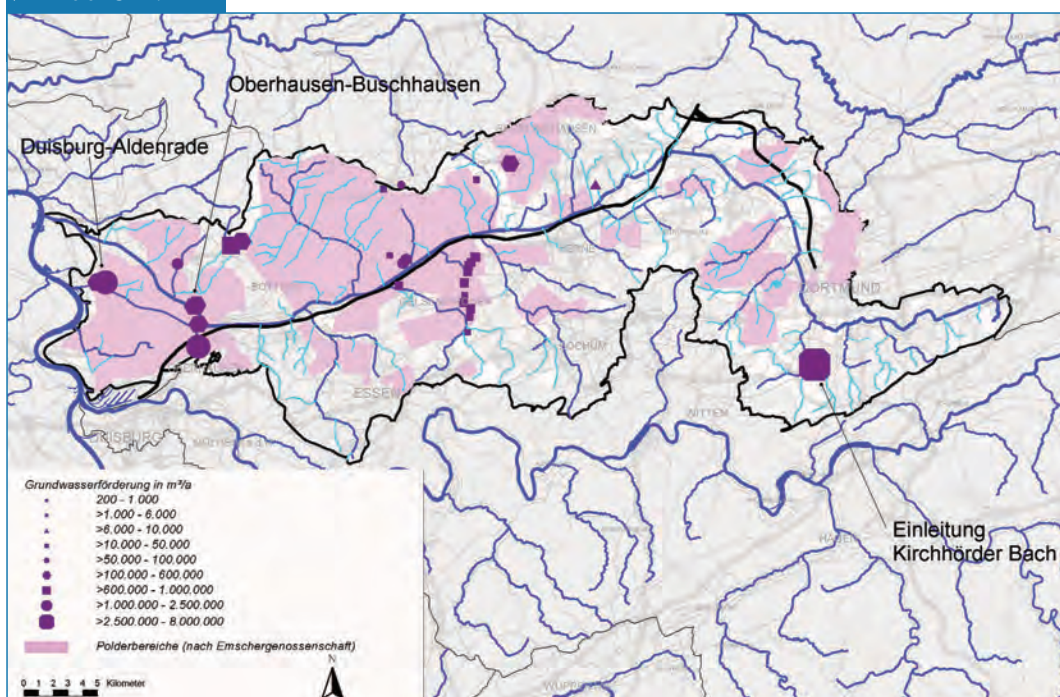 Oberhausen-Buschhausen
Duisburg-Aldenrade
DORTMUND
BOCHUM
ESSEN
WITTEN
DUISBURG
HAGEN
Einleitung
Kirchhörder Bach
Grundwasserförderung in m³/a
200 - 1.000
>1.000 - 6.000
>6.000 - 10.000
>10.000 - 50.000
>50.000 - 100.000
>100.000 - 600.000
>600.000 - 1.000.000
>1.000.000 - 2.500.000
>2.500.000 - 8.000.000
Polderbereiche (nach Emschergenossenschaft)
N
0 1 2 3 4 5 Kilometer